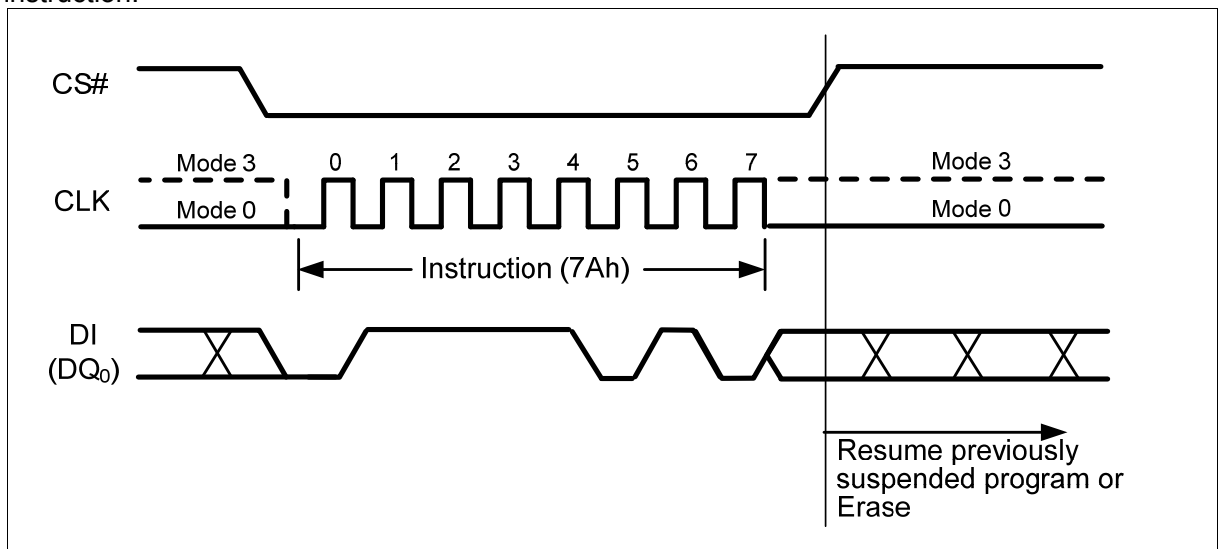 instruction.
CS#
Mode 3 0 1 2 3 4 5 6 7 Mode 3
CLK
Mode 0 Mode 0
Instruction (7Ah)
DI
(DQ0)
Resume previously
suspended program or
Erase